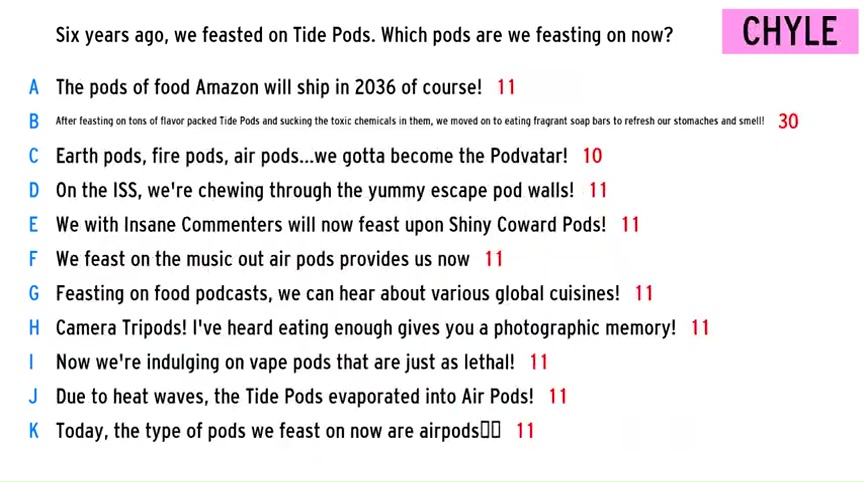 Six years ago, we feasted on Tide Pods. Which pods are we feasting on now?
CHYLE
A The pods of food Amazon will ship in 2036 of course! 11
B After feasting on tons of flavor packed Tide Pods and sucking the toxic chemicals in them, we moved on to eating fragrant soap bars to refresh our stomaches and smell! 30
C Earth pods, fire pods, air pods...we gotta become the Podvatar! 10
D On the ISS, we're chewing through the yummy escape pod walls! 11
E We with Insane Commenters will now feast upon Shiny Coward Pods! 11
F We feast on the music out air pods provides us now 11
G Feasting on food podcasts, we can hear about various global cuisines! 11
H Camera Tripods! I've heard eating enough gives you a photographic memory! 11
I Now we're indulging on vape pods that are just as lethal! 11
J Due to heat waves, the Tide Pods evaporated into Air Pods! 11
K Today, the type of pods we feast on now are airpods▯▯ 11